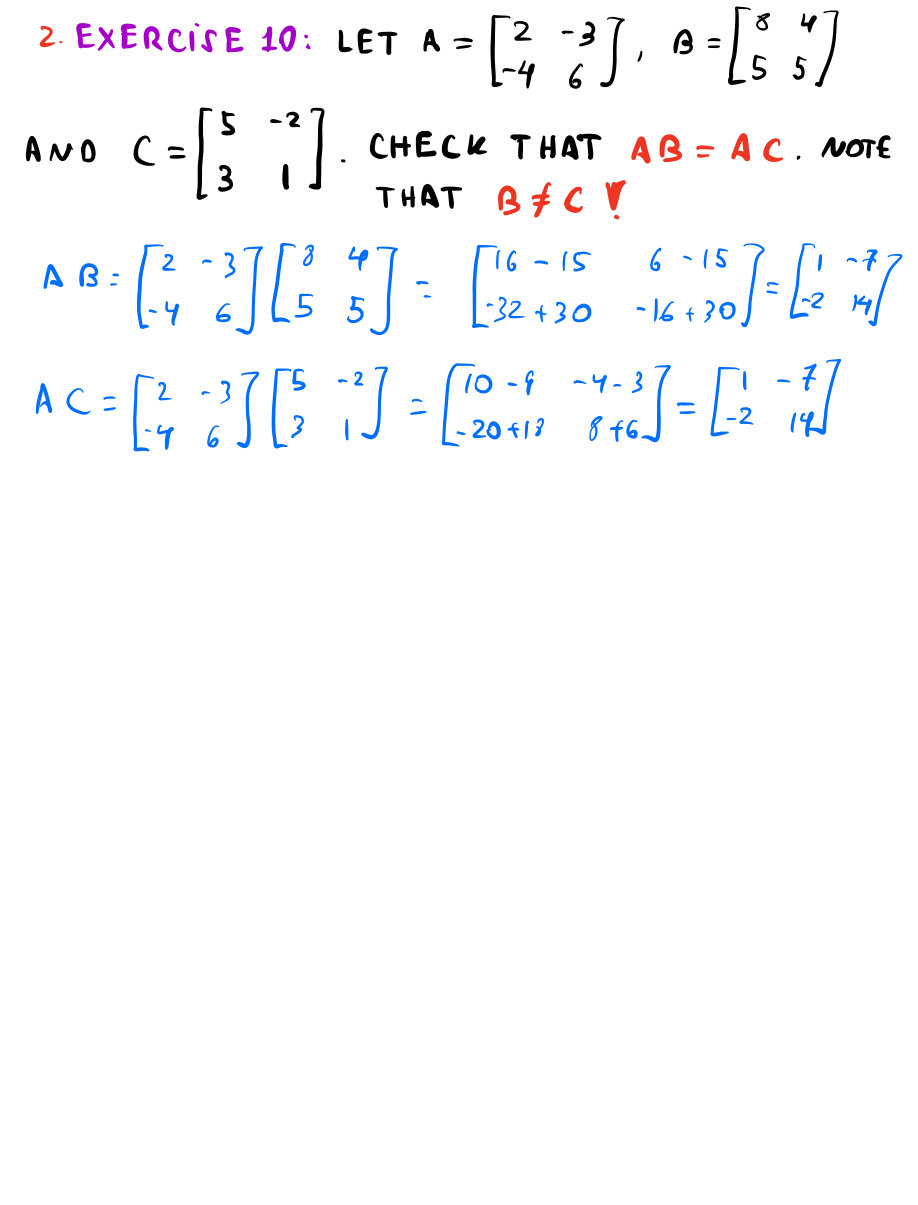 2. EXERCISE 10: LET A = [2 -3; -4 6], B = [8 4; 5 5]
AND C = [5 -2; 3 1]. CHECK THAT AB = AC. NOTE
THAT B ≠ C !
AB = [2 -3; -4 6] [8 4; 5 5] = [16 - 15 6 - 15; -32 + 30 -16 + 30] = [1 -7; -2 14]
AC = [2 -3; -4 6] [5 -2; 3 1] = [10 - 9 -4 - 3; -20 + 18 8 + 6] = [1 -7; -2 14]